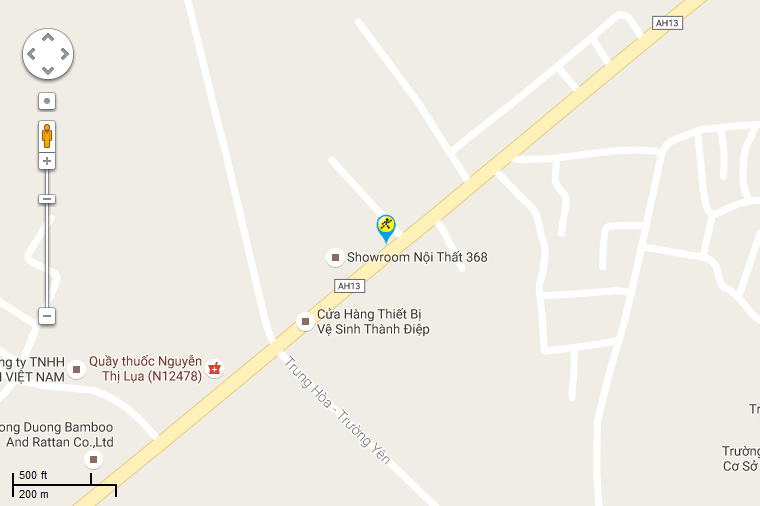 AH13
Showroom Nội Thất 368
AH13
Cửa Hàng Thiết Bị
Vệ Sinh Thành Điệp
ng ty TNHH
VIỆT NAM
Quầy thuốc Nguyễn
Thị Lụa (N12478)
Trung Hòa - Trường Yên
ong Duong Bamboo
And Rattan Co.,Ltd
Trường
Cơ Sở
500 ft
200 m